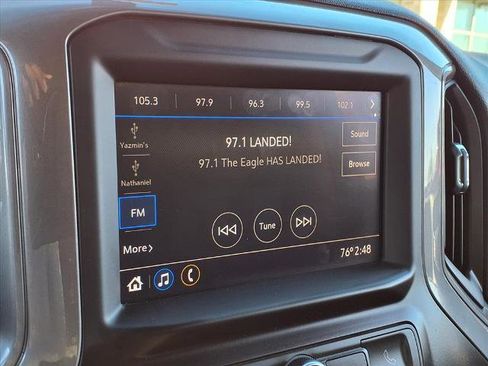 105.3 97.9 96.3 99.5 102.1
Yazmin's
97.1 LANDED!
Sound
97.1 The Eagle HAS LANDED!
Browse
Nathaniel
FM
Tune
More
76° 2:48